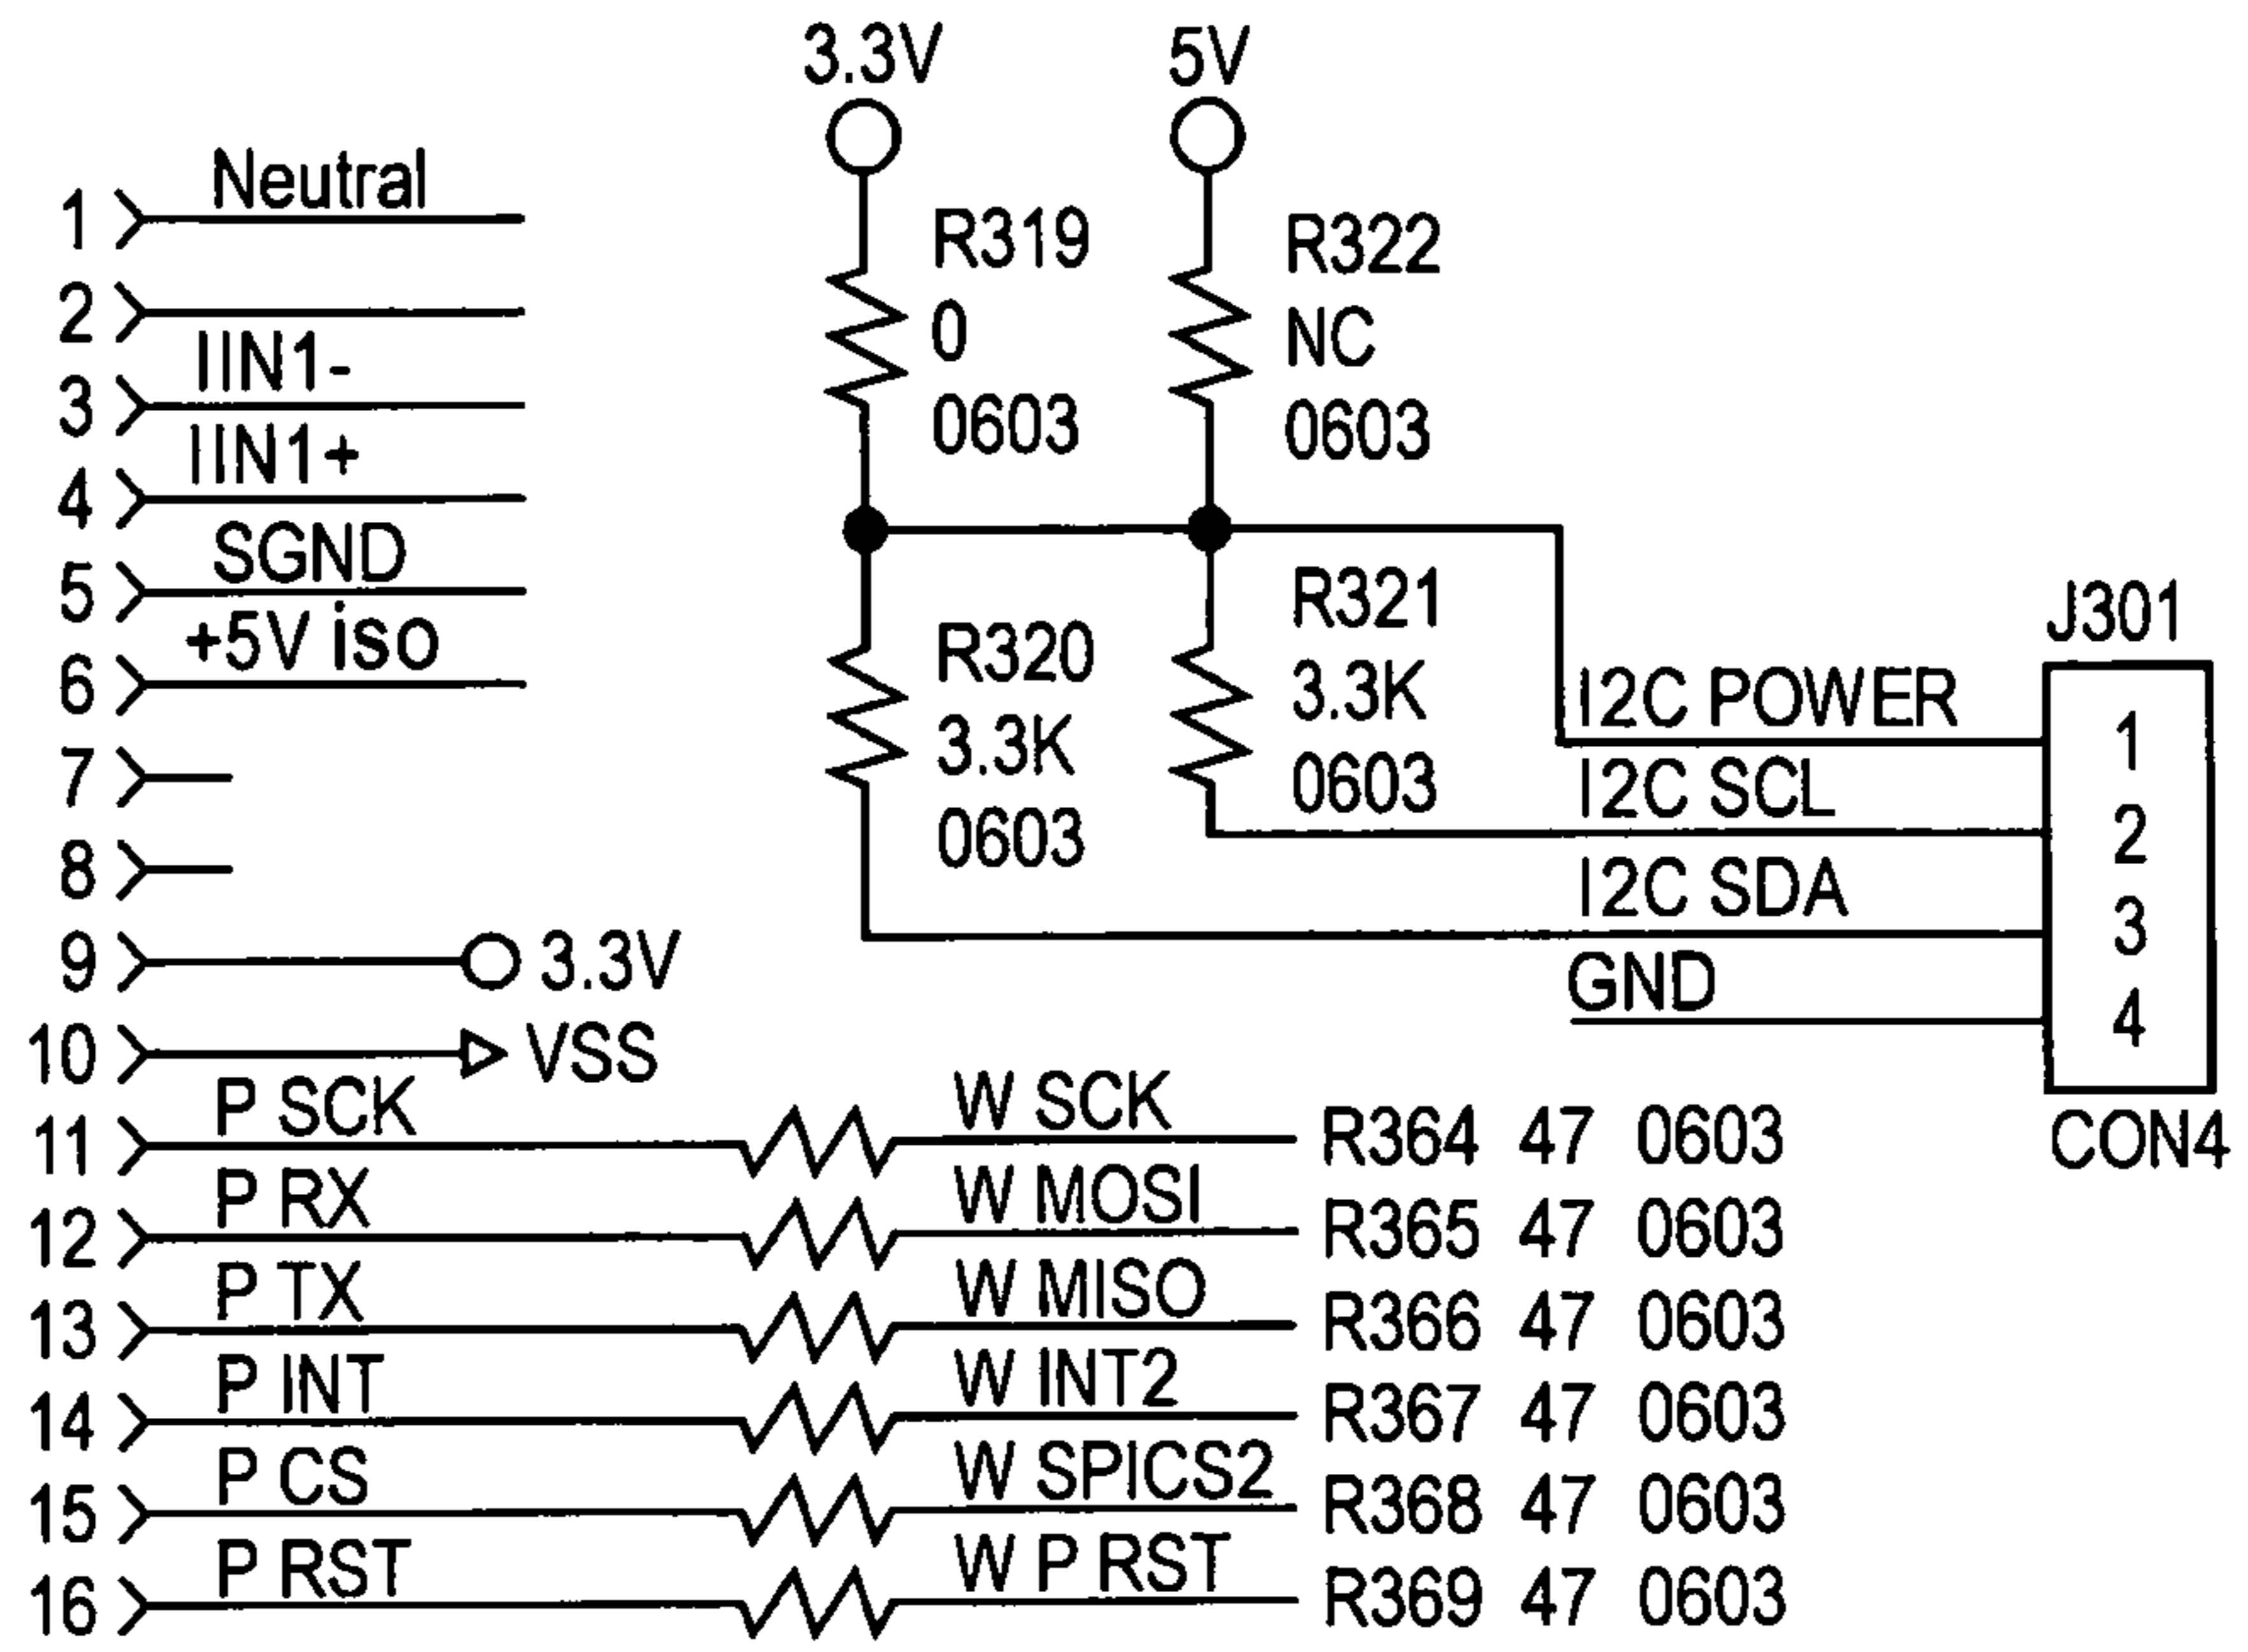 3.3V 5V
1 Neutral
2
3 IIN1-
4 IIN1+
5 SGND
6 +5V iso
7
8
9 3.3V
10 VSS
R319
0
0603
R322
NC
0603
R320
3.3K
0603
R321
3.3K
0603
J301
I2C POWER 1
I2C SCL 2
I2C SDA 3
GND 4
CON4
11 P SCK W SCK R364 47 0603
12 P RX W MOSI R365 47 0603
13 P TX W MISO R366 47 0603
14 P INT W INT2 R367 47 0603
15 P CS W SPICS2 R368 47 0603
16 P RST W P RST R369 47 0603